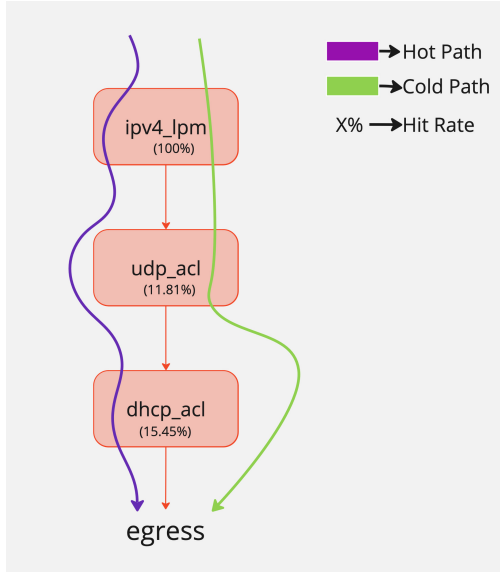 Hot Path
Cold Path
X% Hit Rate
ipv4_lpm
(100%)
udp_acl
(11.81%)
dhcp_acl
(15.45%)
egress